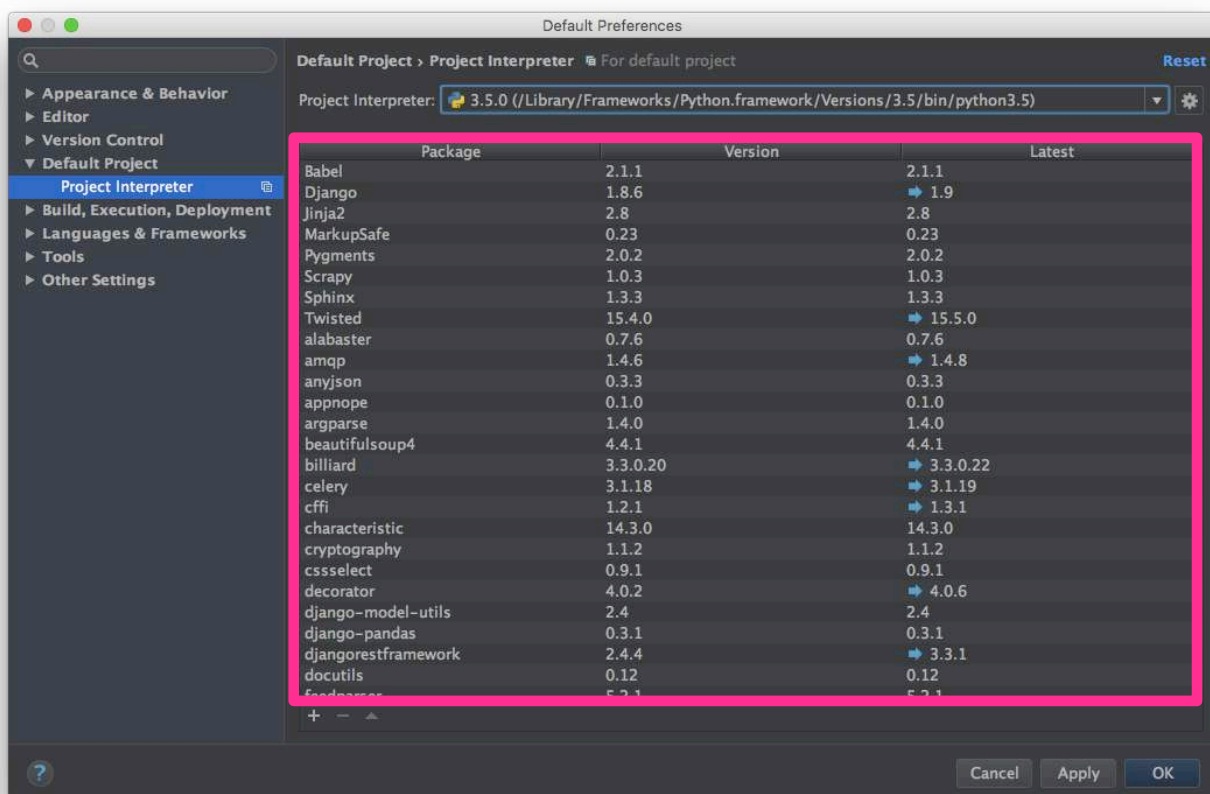 Default Preferences
Default Project › Project Interpreter For default project Reset
Appearance & Behavior
Editor
Version Control
Default Project
Project Interpreter
Build, Execution, Deployment
Languages & Frameworks
Tools
Other Settings
Project Interpreter: 3.5.0 (/Library/Frameworks/Python.framework/Versions/3.5/bin/python3.5)
Package Version Latest
Babel 2.1.1 2.1.1
Django 1.8.6 1.9
Jinja2 2.8 2.8
MarkupSafe 0.23 0.23
Pygments 2.0.2 2.0.2
Scrapy 1.0.3 1.0.3
Sphinx 1.3.3 1.3.3
Twisted 15.4.0 15.5.0
alabaster 0.7.6 0.7.6
amqp 1.4.6 1.4.8
anyjson 0.3.3 0.3.3
appnope 0.1.0 0.1.0
argparse 1.4.0 1.4.0
beautifulsoup4 4.4.1 4.4.1
billiard 3.3.0.20 3.3.0.22
celery 3.1.18 3.1.19
cffi 1.2.1 1.3.1
characteristic 14.3.0 14.3.0
cryptography 1.1.2 1.1.2
cssselect 0.9.1 0.9.1
decorator 4.0.2 4.0.6
django-model-utils 2.4 2.4
django-pandas 0.3.1 0.3.1
djangorestframework 2.4.4 3.3.1
docutils 0.12 0.12
feedparser 5.2.1 5.2.1
? Cancel Apply OK